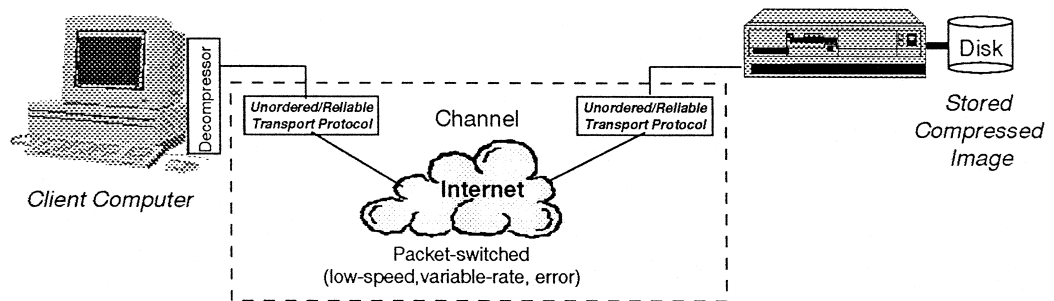 Decompressor
Client Computer
Unordered/Reliable
Transport Protocol
Channel
Unordered/Reliable
Transport Protocol
Internet
Packet-switched
(low-speed,variable-rate, error)
Disk
Stored
Compressed
Image